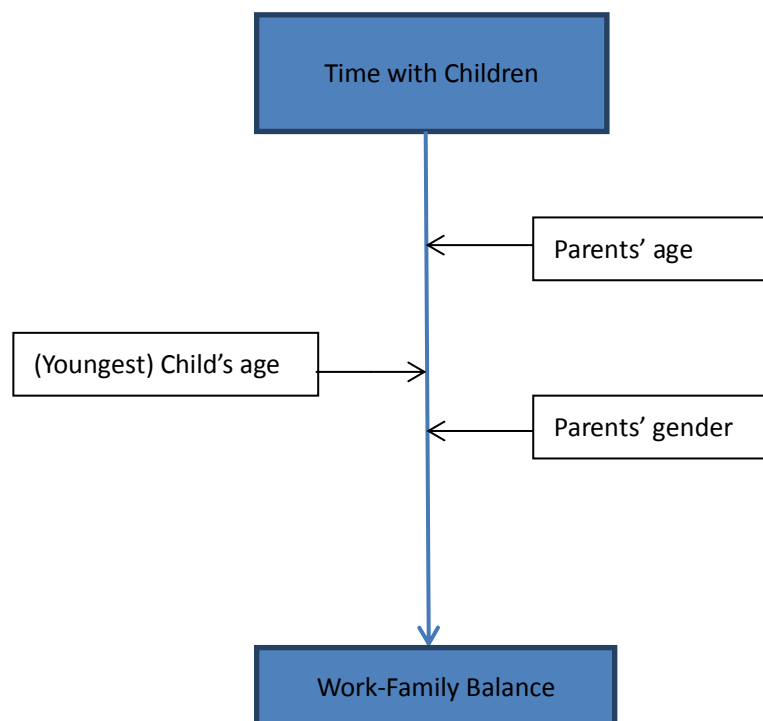 Time with Children
Parents’ age
(Youngest) Child’s age
Parents’ gender
Work-Family Balance